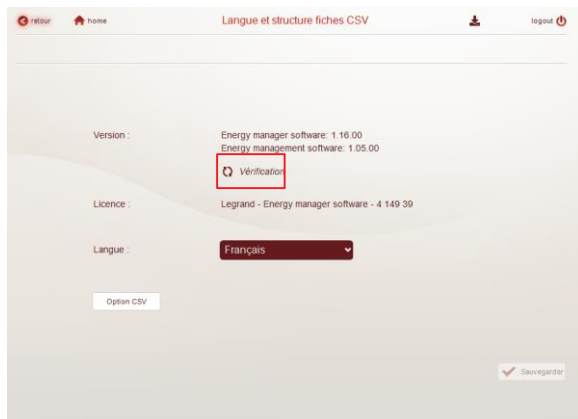 retour
home
Langue et structure fiches CSV
logout
Version :
Energy manager software: 1.16.00
Energy management software: 1.05.00
Vérification
Licence :
Legrand - Energy manager software - 4 149 39
Langue :
Français
Option CSV
Sauvegarder